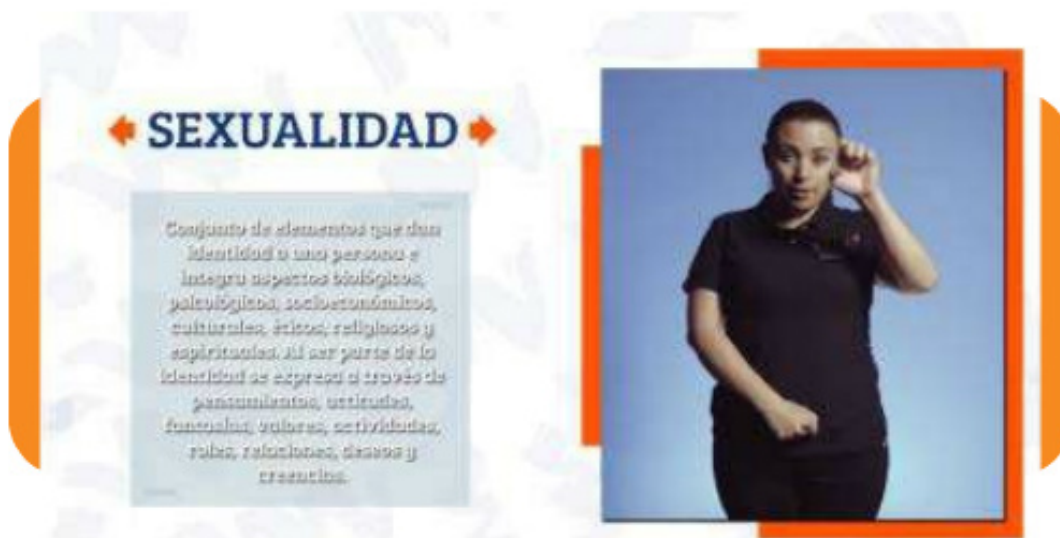 SEXUALIDAD
Conjunto de elementos que dan
identidad a una persona e
integra aspectos biológicos,
psicológicos, socioeconómicos,
culturales, éticos, religiosos y
espirituales. Al ser parte de la
identidad se expresa a través de
pensamientos, actitudes,
fantasías, valores, actividades,
roles, relaciones, deseos y
creencias.